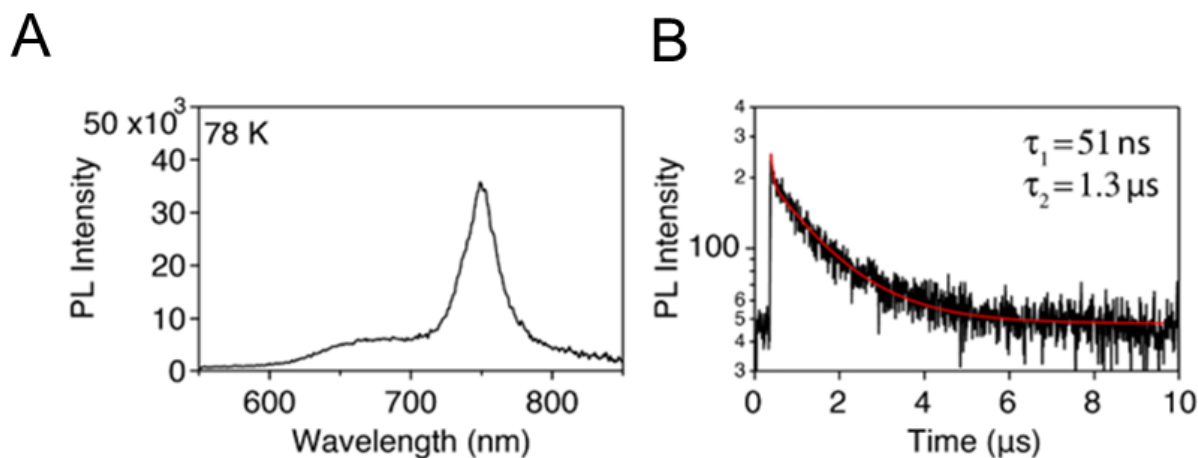 A
B
50 x10³
40
30
20
10
0
78 K
PL Intensity
600
700
800
Wavelength (nm)
4
3
2
100
6
5
4
3
τ₁=51 ns
τ₂=1.3 µs
PL Intensity
0
2
4
6
8
10
Time (µs)